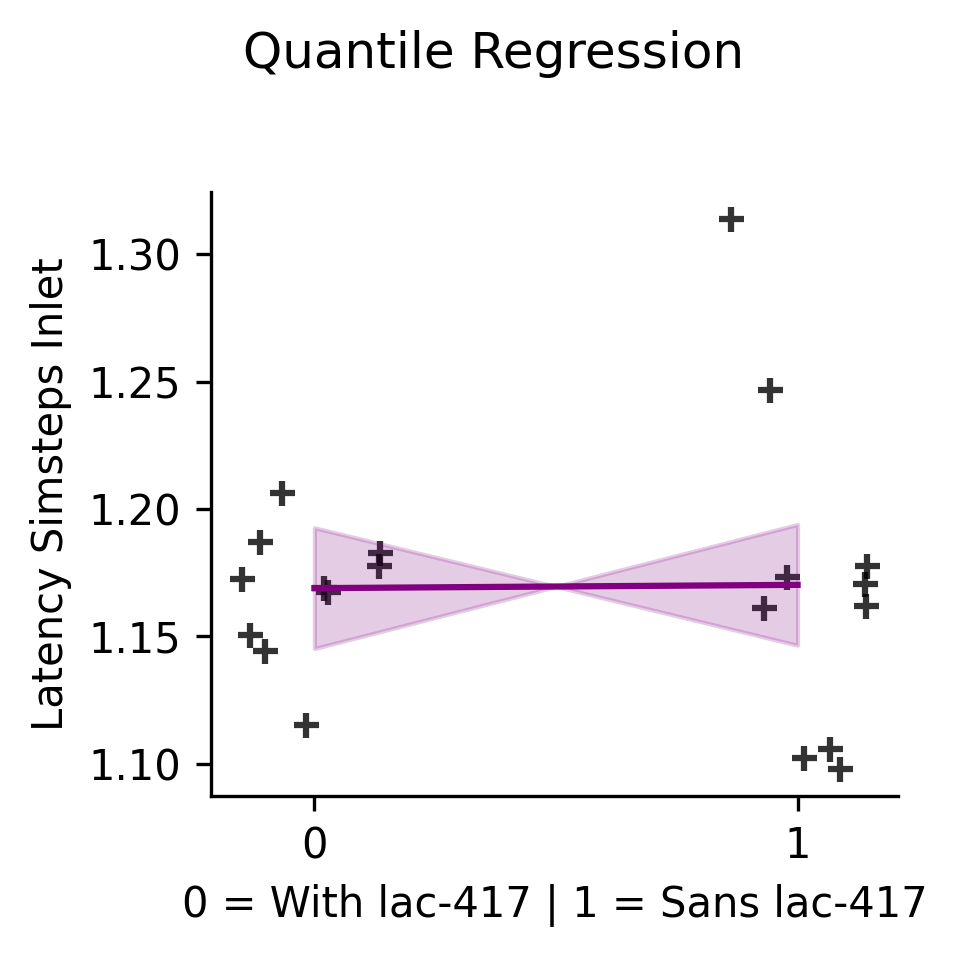 Quantile Regression
Latency Simsteps Inlet
1.30
1.25
1.20
1.15
1.10
0 1
0 = With lac-417 | 1 = Sans lac-417